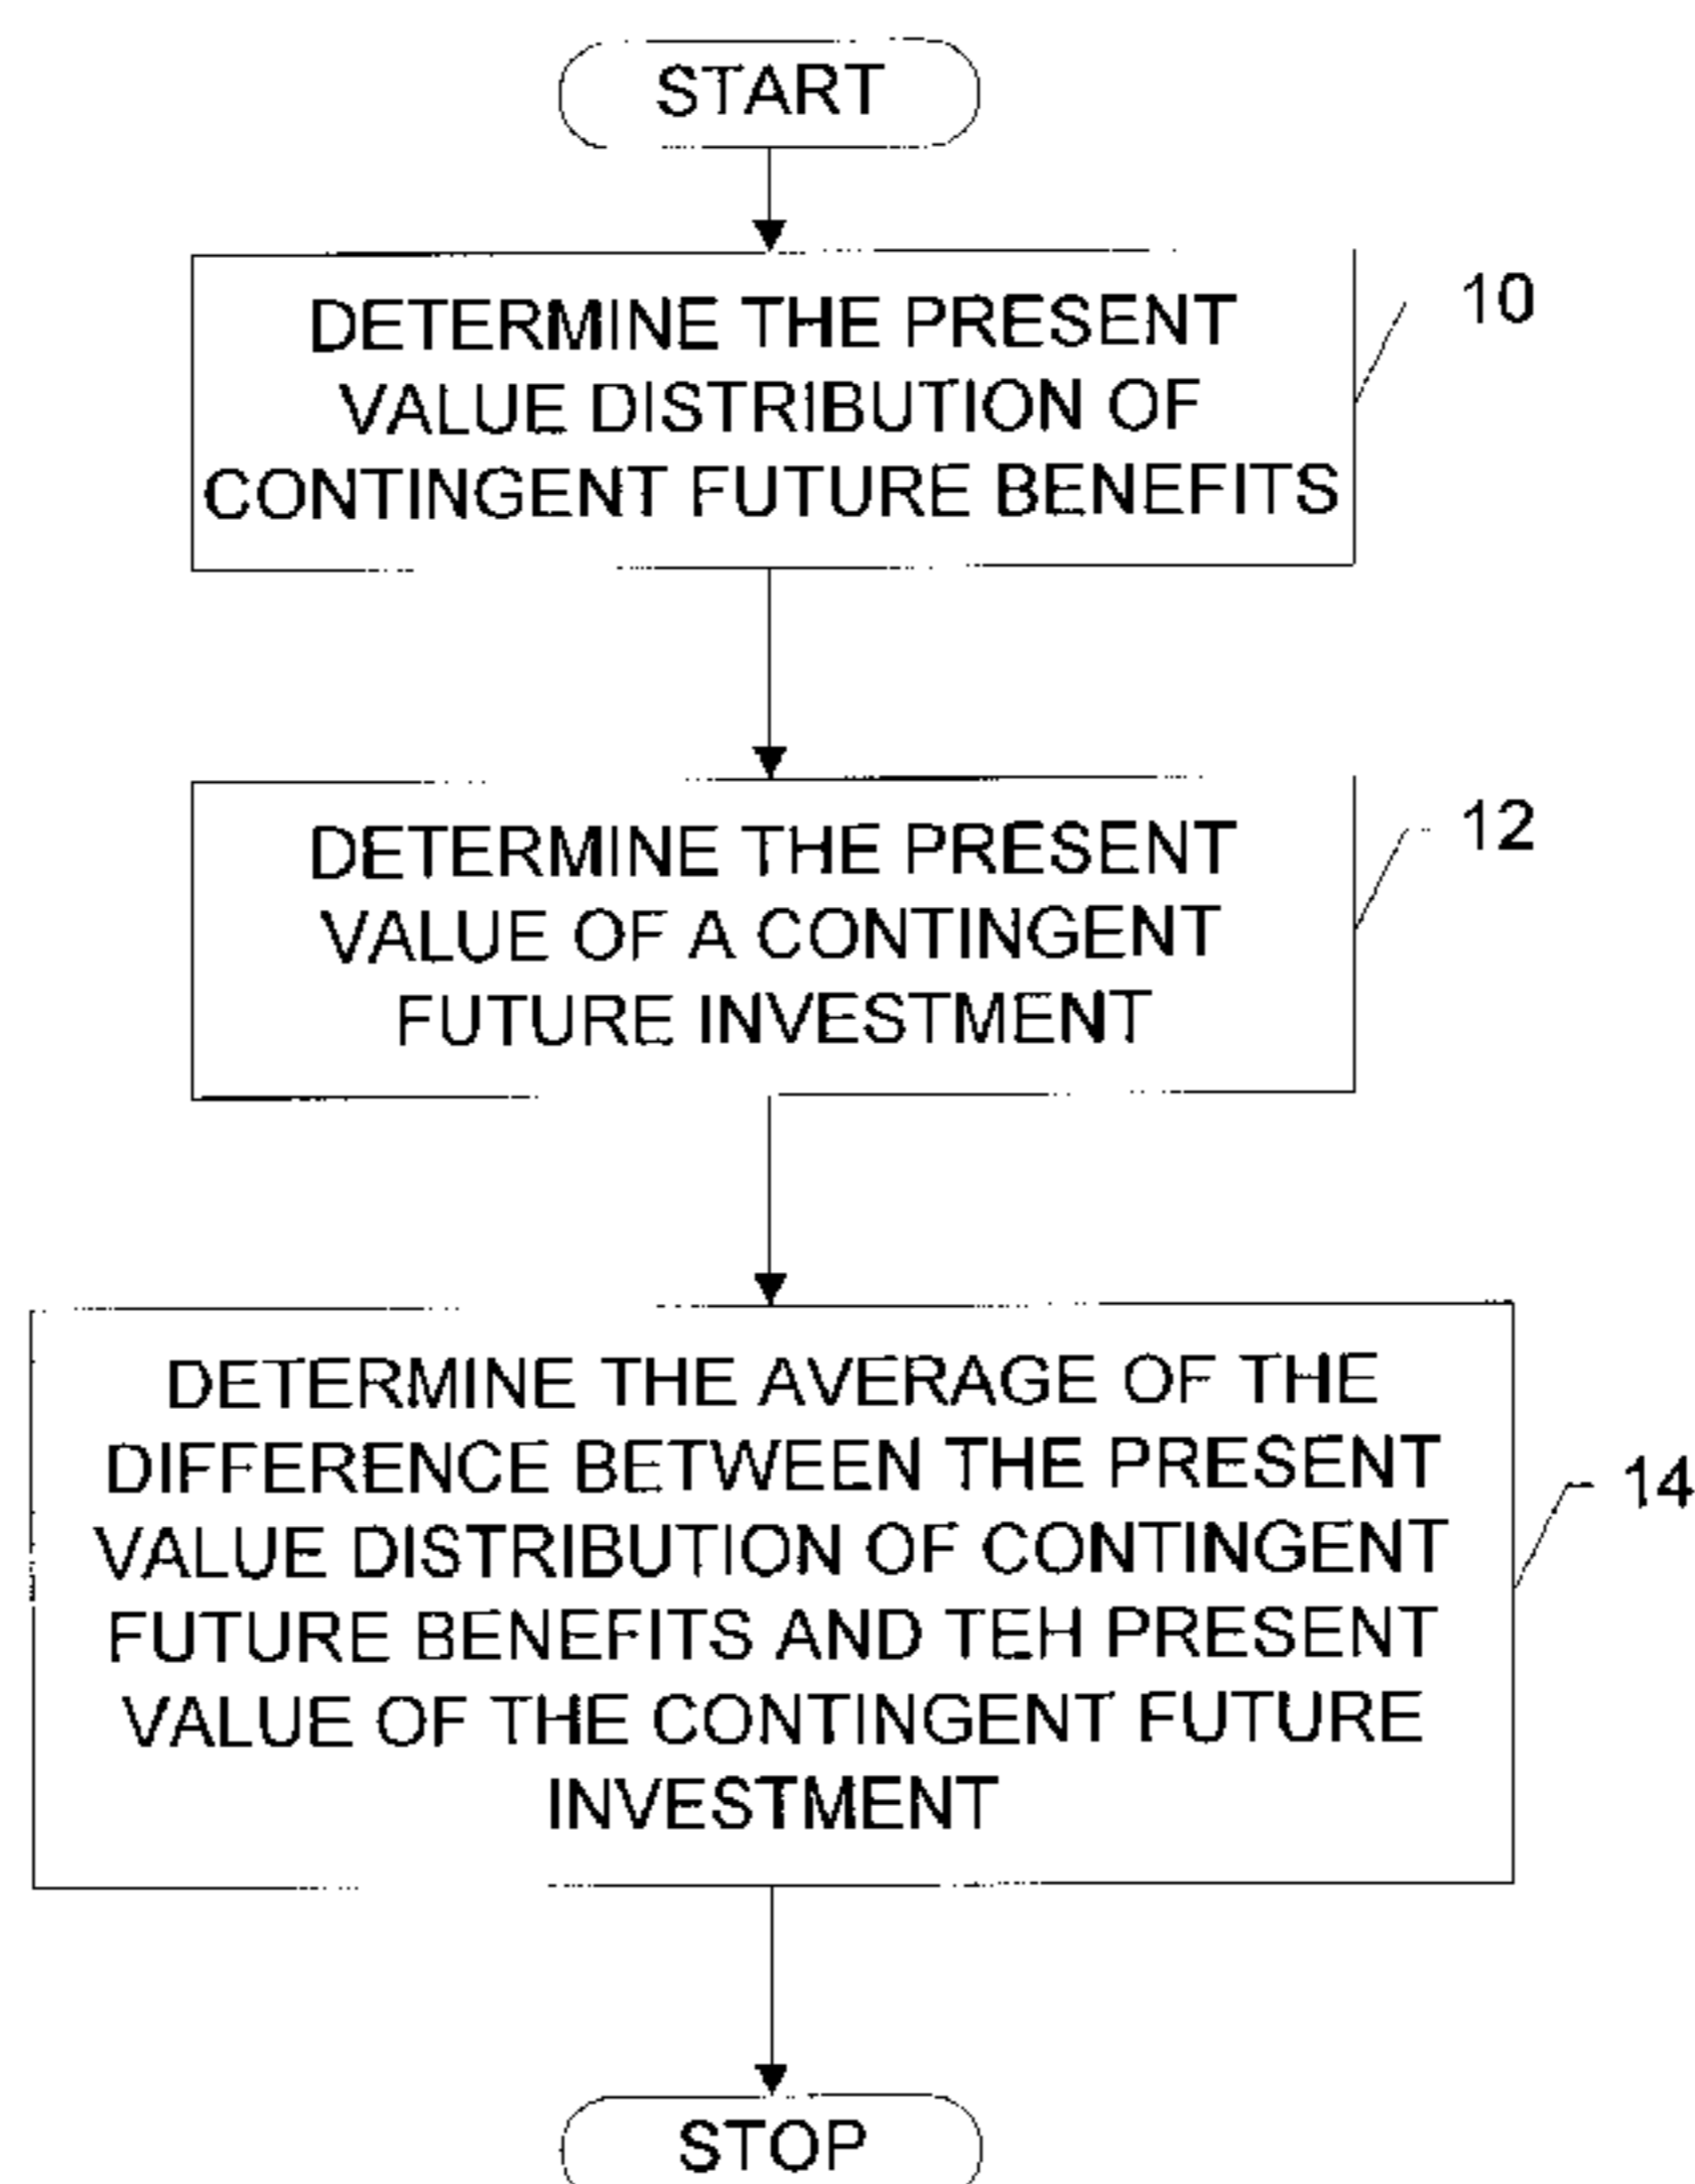 START
DETERMINE THE PRESENT
VALUE DISTRIBUTION OF
CONTINGENT FUTURE BENEFITS
10
DETERMINE THE PRESENT
VALUE OF A CONTINGENT
FUTURE INVESTMENT
12
DETERMINE THE AVERAGE OF THE
DIFFERENCE BETWEEN THE PRESENT
VALUE DISTRIBUTION OF CONTINGENT
FUTURE BENEFITS AND TEH PRESENT
VALUE OF THE CONTINGENT FUTURE
INVESTMENT
14
STOP